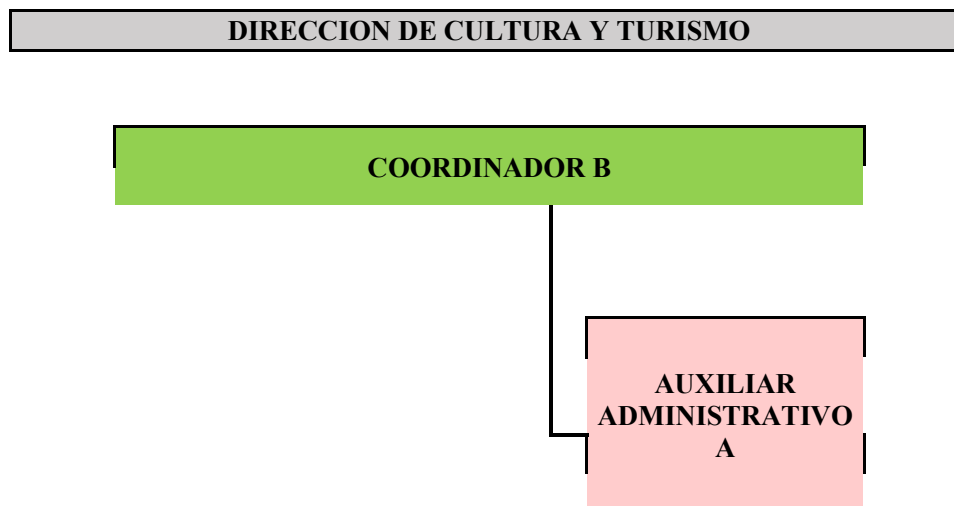 DIRECCION DE CULTURA Y TURISMO
COORDINADOR B
AUXILIAR
ADMINISTRATIVO
A